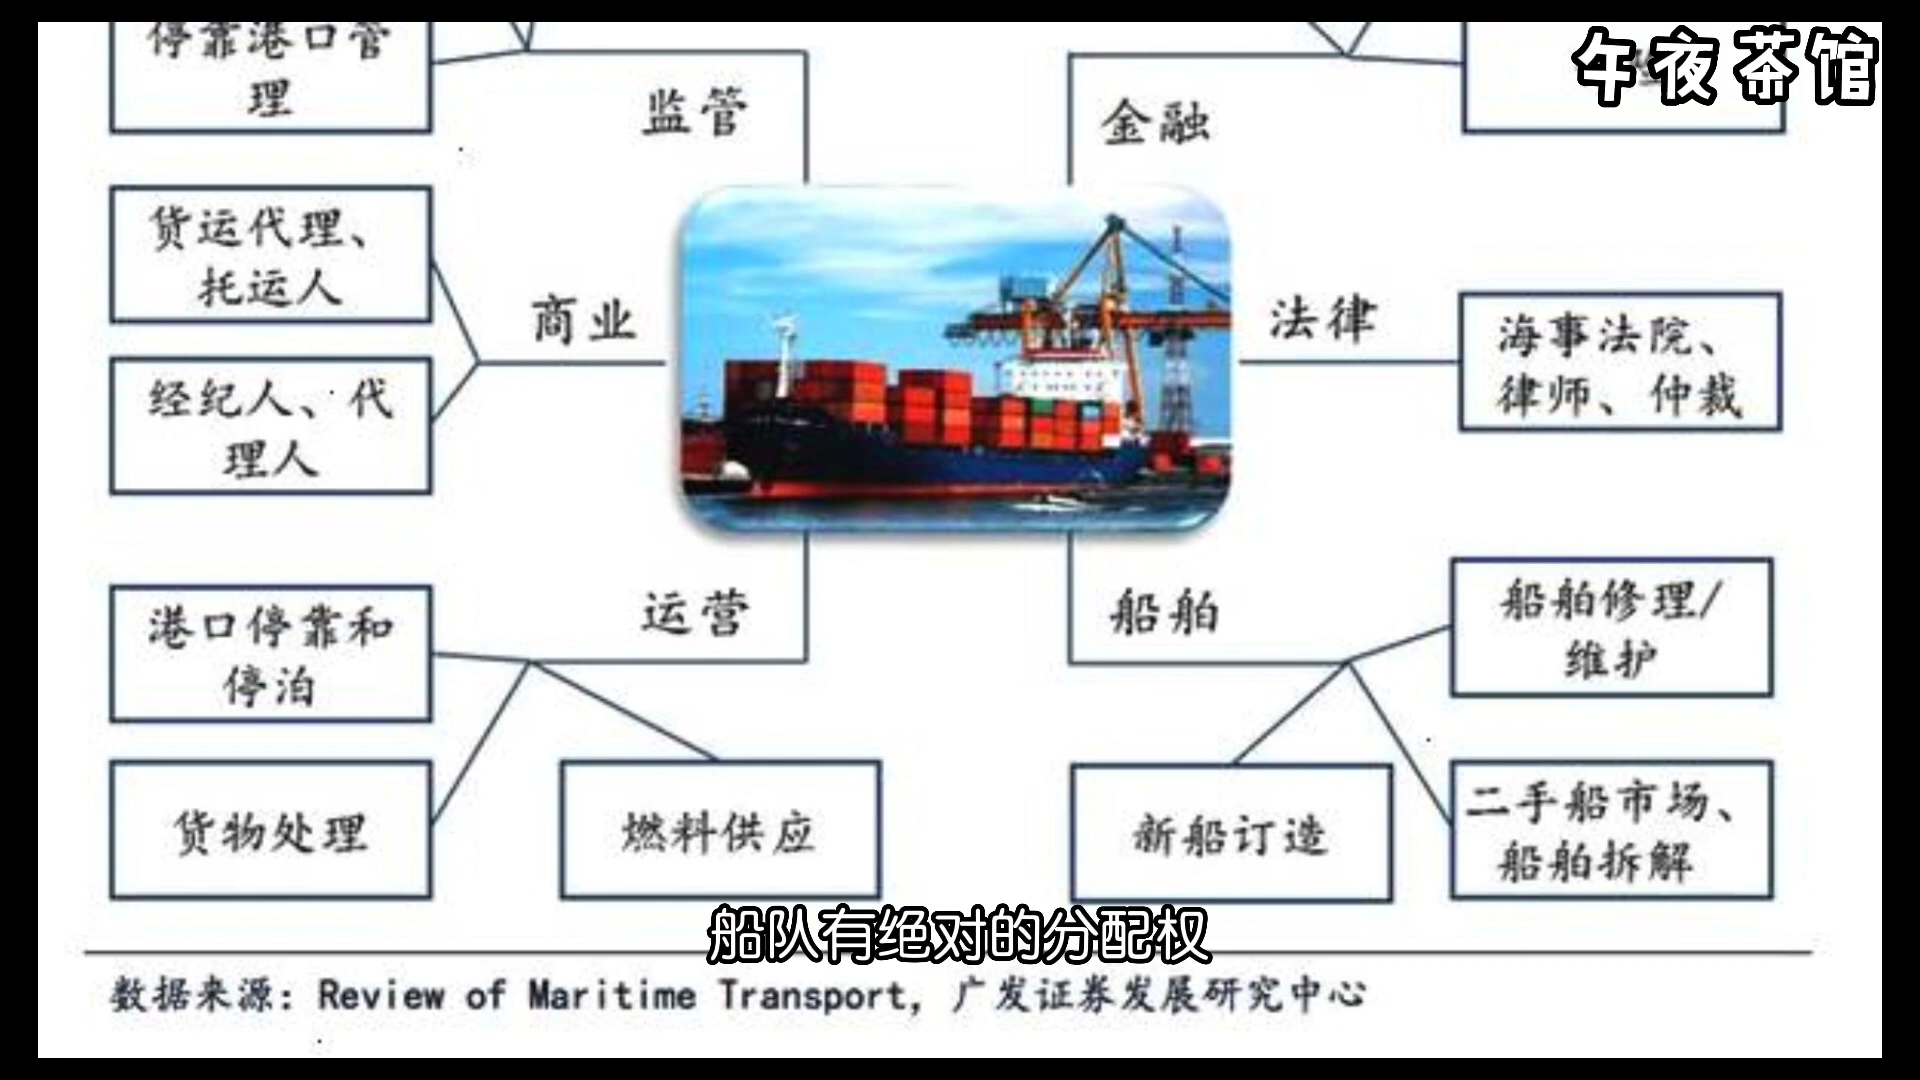 午夜茶馆
停靠港口管
理
监管
金融
货运代理、
托运人
商业
法律
海事法院、
律师、仲裁
经纪人、代
理人
运营
船舶
港口停靠和
停泊
船舶修理/
维护
货物处理
燃料供应
新船订造
二手船市场、
船舶拆解
船队有绝对的分配权
数据来源：Review of Maritime Transport，广发证券发展研究中心